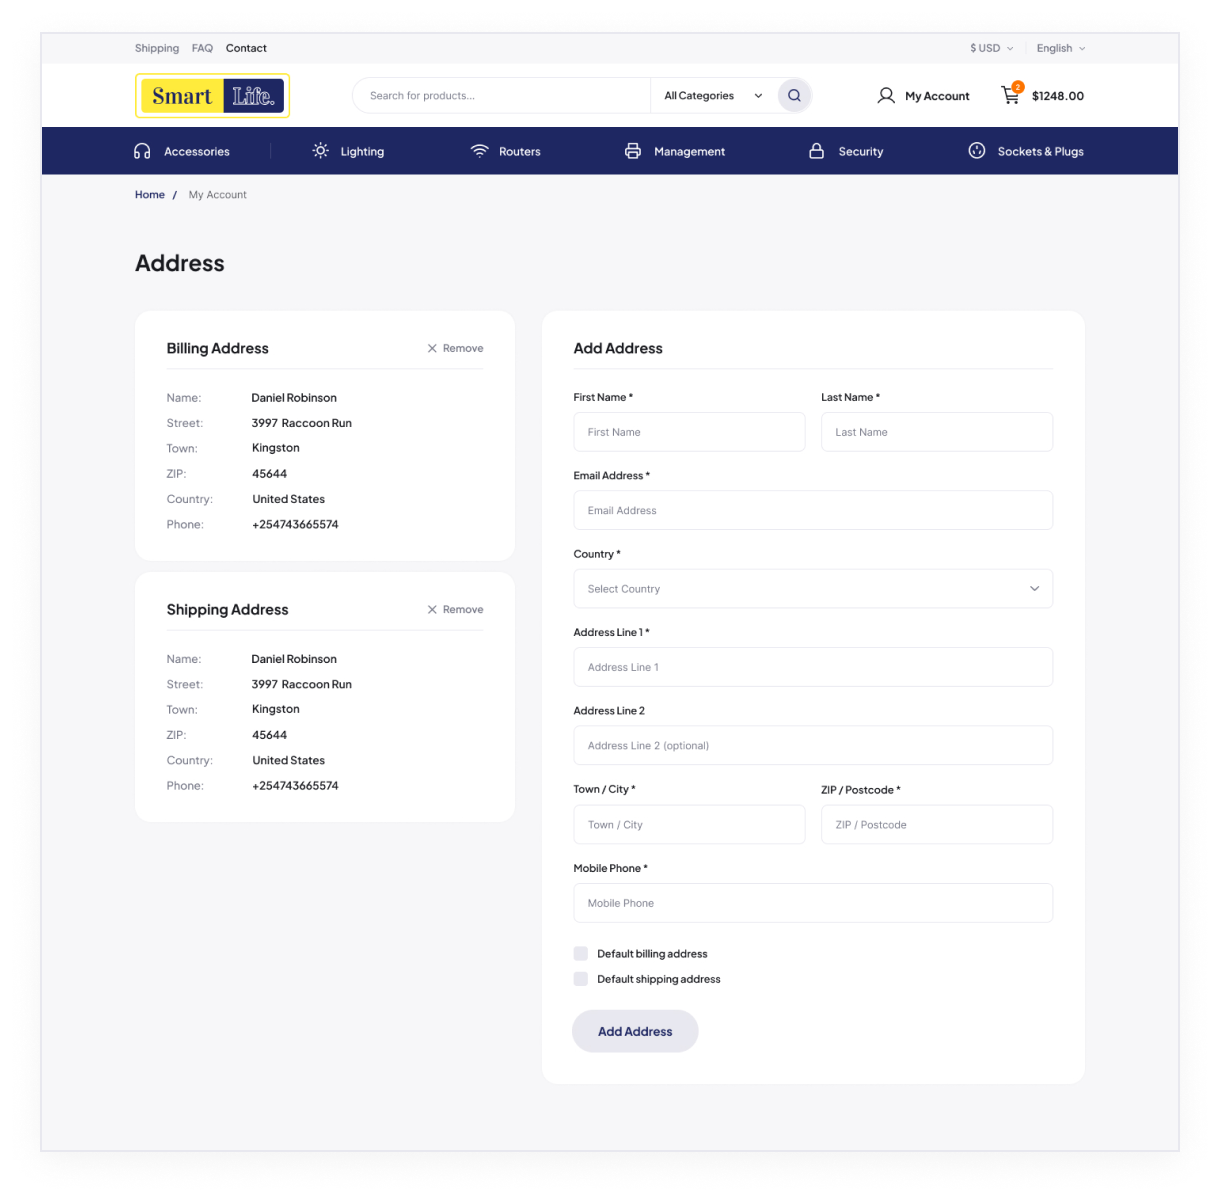 Shipping FAQ Contact $ USD English
Smart Life. Search for products... All Categories My Account 2 $1248.00
Accessories Lighting Routers Management Security Sockets & Plugs
Home / My Account
Address
Billing Address Remove
Name: Daniel Robinson
Street: 3997 Raccoon Run
Town: Kingston
ZIP: 45644
Country: United States
Phone: +254743665574
Shipping Address Remove
Name: Daniel Robinson
Street: 3997 Raccoon Run
Town: Kingston
ZIP: 45644
Country: United States
Phone: +254743665574
Add Address
First Name * Last Name *
First Name Last Name
Email Address *
Email Address
Country *
Select Country
Address Line 1 *
Address Line 1
Address Line 2
Address Line 2 (optional)
Town / City * ZIP / Postcode *
Town / City ZIP / Postcode
Mobile Phone *
Mobile Phone
Default billing address
Default shipping address
Add Address